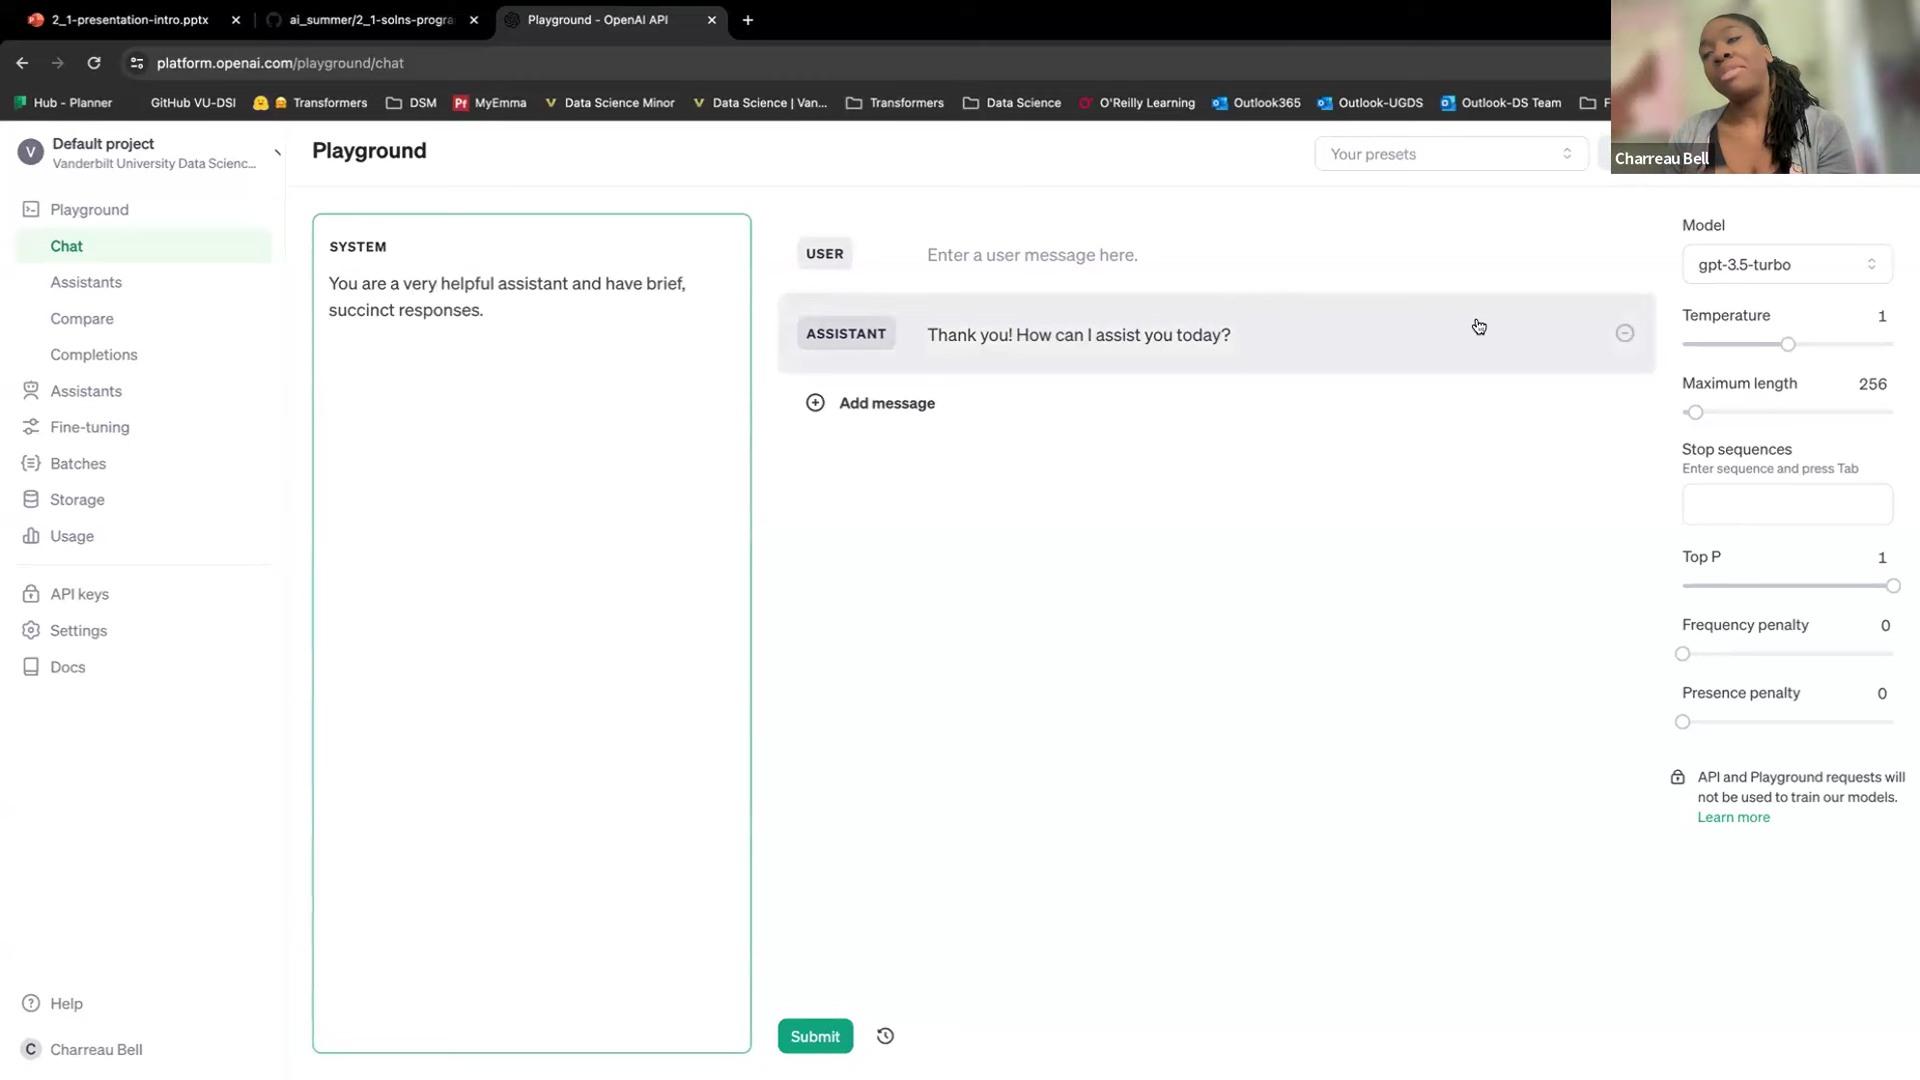 2_1-presentation-intro.pptx
ai_summer/2_1-solns-progra
Playground - OpenAI API
platform.openai.com/playground/chat
Hub - Planner
GitHub VU-DSI
Transformers
DSM
MyEmma
Data Science Minor
Data Science | Van...
Transformers
Data Science
O'Reilly Learning
Outlook365
Outlook-UGDS
Outlook-DS Team
F
Charreau Bell
V
Default project
Vanderbilt University Data Scienc...
Playground
Chat
Assistants
Compare
Completions
Assistants
Fine-tuning
Batches
Storage
Usage
API keys
Settings
Docs
Help
C Charreau Bell
Playground
Your presets
SYSTEM
You are a very helpful assistant and have brief,
succinct responses.
USER Enter a user message here.
ASSISTANT Thank you! How can I assist you today?
Add message
Submit
Model
gpt-3.5-turbo
Temperature 1
Maximum length 256
Stop sequences
Enter sequence and press Tab
Top P 1
Frequency penalty 0
Presence penalty 0
API and Playground requests will
not be used to train our models.
Learn more